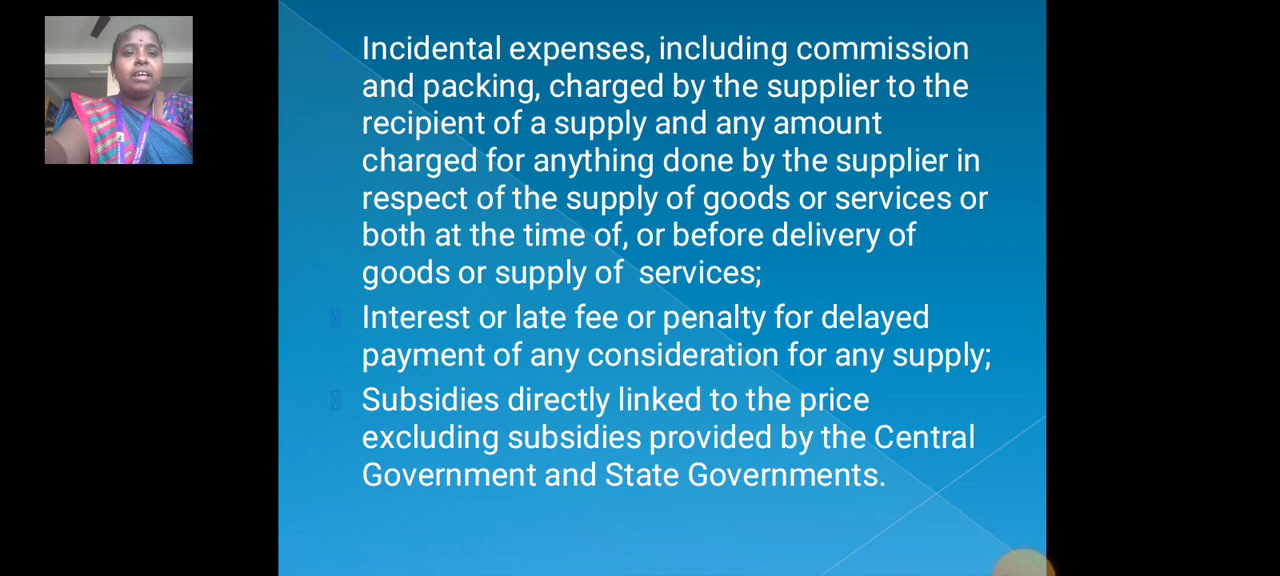 Incidental expenses, including commission
and packing, charged by the supplier to the
recipient of a supply and any amount
charged for anything done by the supplier in
respect of the supply of goods or services or
both at the time of, or before delivery of
goods or supply of  services;
Interest or late fee or penalty for delayed
payment of any consideration for any supply;
Subsidies directly linked to the price
excluding subsidies provided by the Central
Government and State Governments.